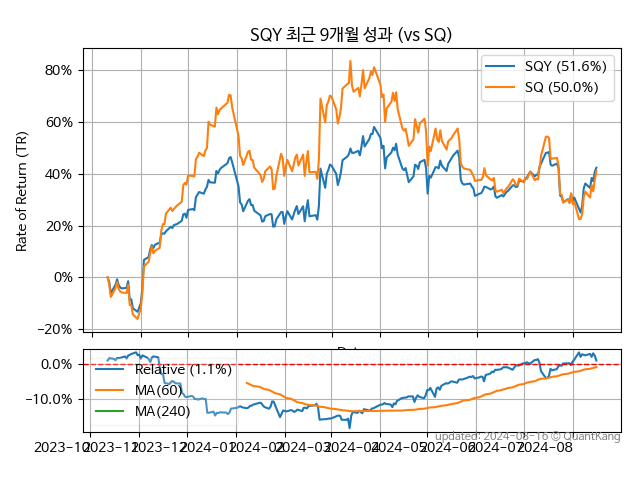 SQY 최근 9개월 성과 (vs SQ)
SQY (51.6%)
SQ (50.0%)
Rate of Return (TR)
80%
60%
40%
20%
0%
−20%
0.0%
−10.0%
Relative (1.1%)
MA(60)
MA(240)
updated: 2024-08-16 © QuantKang
2023-10 2023-11 2023-12 2024-01 2024-02 2024-03 2024-04 2024-05 2024-06 2024-07 2024-08